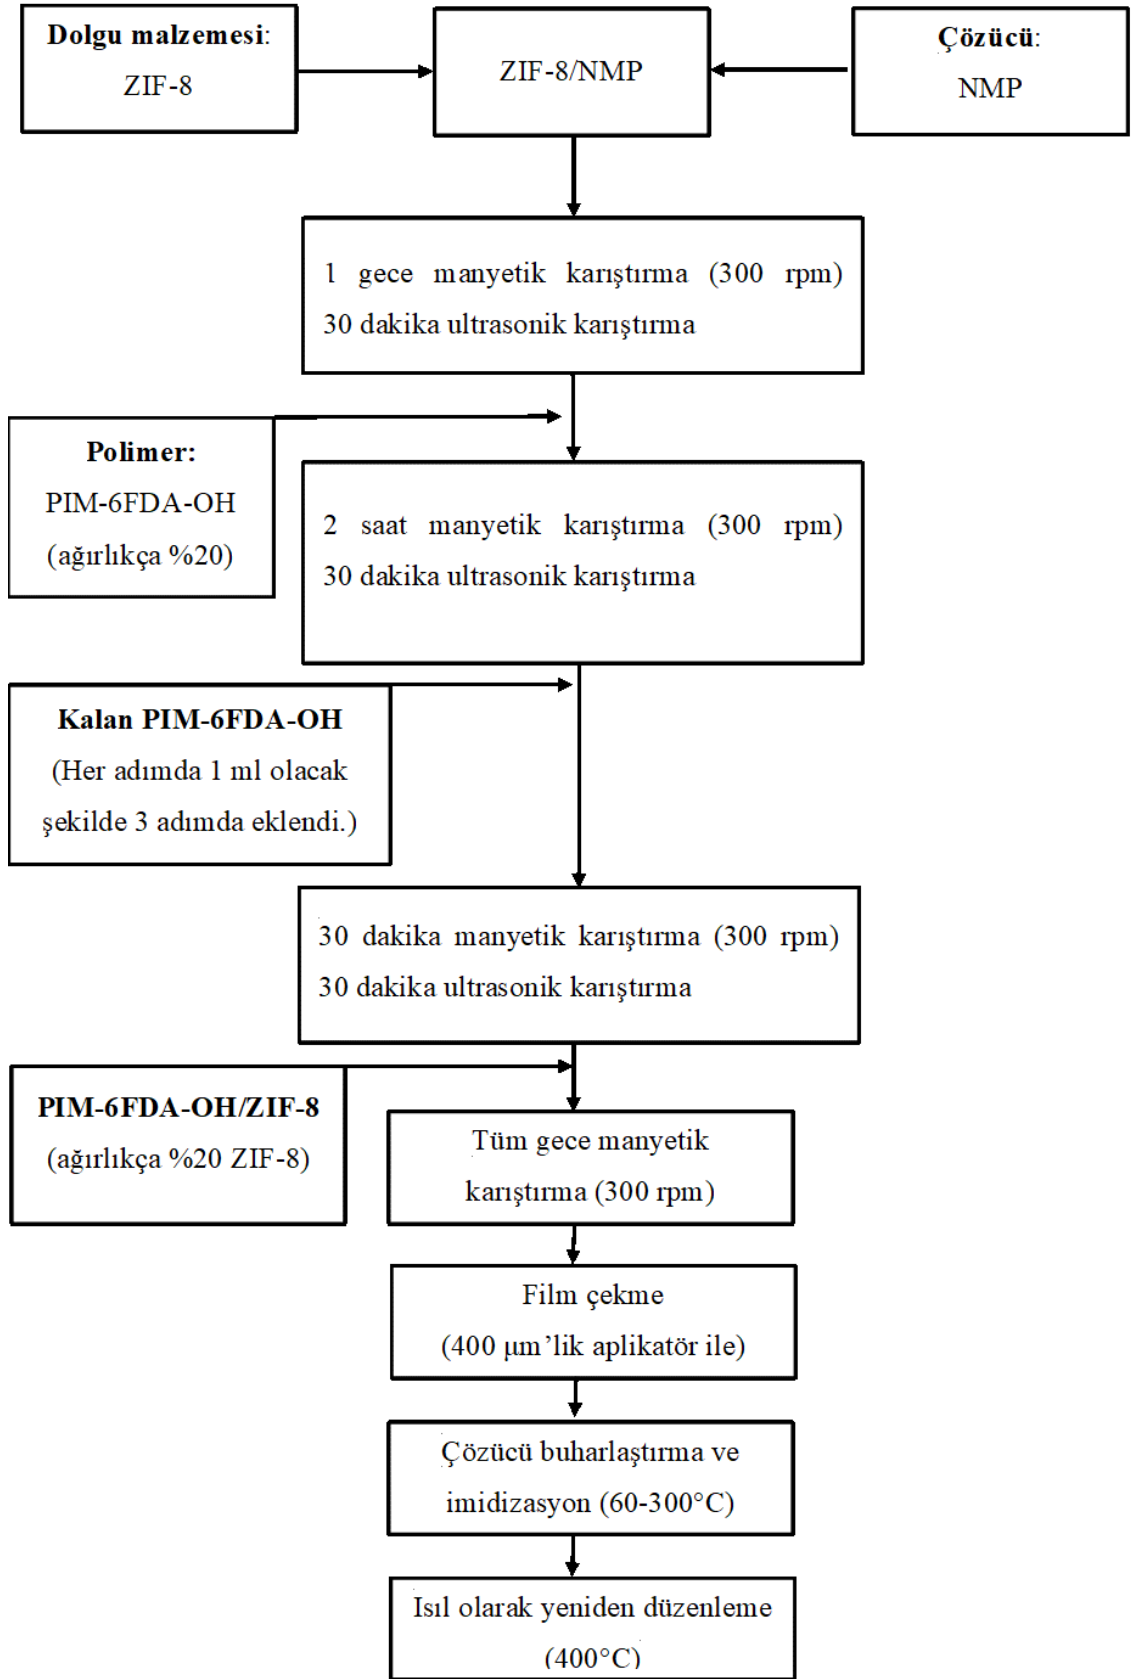 Dolgu malzemesi:
ZIF-8
ZIF-8/NMP
Çözücü:
NMP
1 gece manyetik karıştırma (300 rpm)
30 dakika ultrasonik karıştırma
Polimer:
PIM-6FDA-OH
(ağırlıkça %20)
2 saat manyetik karıştırma (300 rpm)
30 dakika ultrasonik karıştırma
Kalan PIM-6FDA-OH
(Her adımda 1 ml olacak
şekilde 3 adımda eklendi.)
30 dakika manyetik karıştırma (300 rpm)
30 dakika ultrasonik karıştırma
PIM-6FDA-OH/ZIF-8
(ağırlıkça %20 ZIF-8)
Tüm gece manyetik
karıştırma (300 rpm)
Film çekme
(400 µm’lik aplikatör ile)
Çözücü buharlaştırma ve
imidizasyon (60-300°C)
Isıl olarak yeniden düzenleme
(400°C)